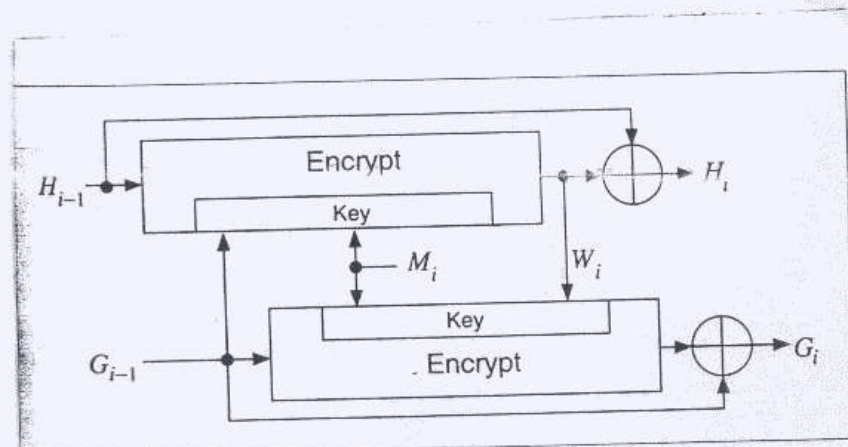 Encrypt
H_{i-1}
H_i
Key
M_i
W_i
Key
G_{i-1}
G_i
Encrypt